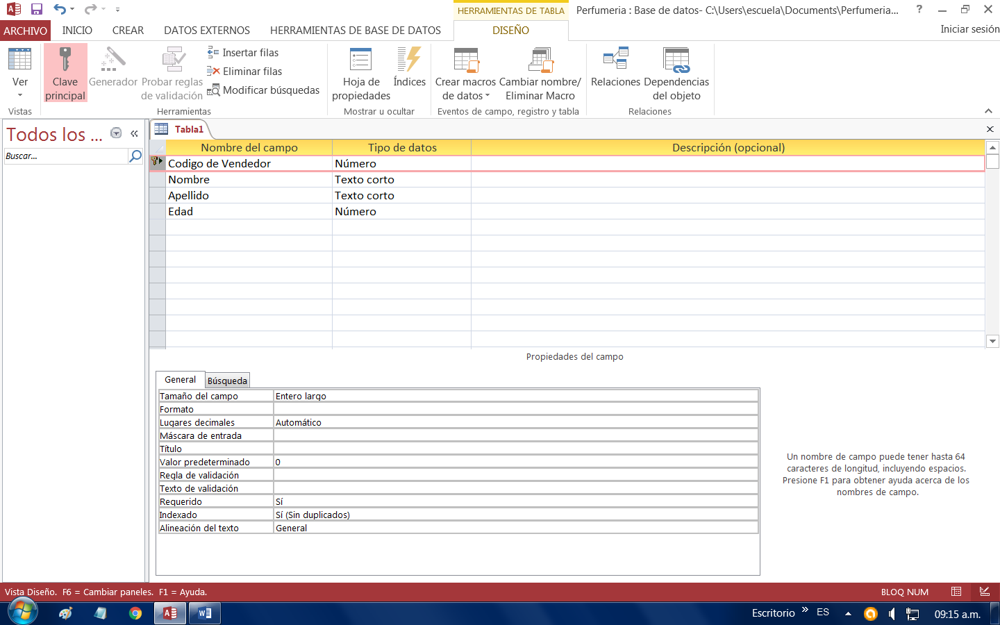 HERRAMIENTAS DE TABLA
Perfumeria : Base de datos- C:\Users\escuela\Documents\Perfumeria...
ARCHIVO
INICIO
CREAR
DATOS EXTERNOS
HERRAMIENTAS DE BASE DE DATOS
DISEÑO
Iniciar sesión
Ver
Clave
principal
Generador
Probar reglas
de validación
Insertar filas
Eliminar filas
Modificar búsquedas
Hoja de
propiedades
Índices
Crear macros
de datos
Cambiar nombre/
Eliminar Macro
Relaciones
Dependencias
del objeto
Vistas
Herramientas
Mostrar u ocultar
Eventos de campo, registro y tabla
Relaciones
Todos los ...
Buscar...
Tabla1
Nombre del campo
Tipo de datos
Descripción (opcional)
Codigo de Vendedor
Número
Nombre
Texto corto
Apellido
Texto corto
Edad
Número
Propiedades del campo
General
Búsqueda
Tamaño del campo
Entero largo
Formato
Lugares decimales
Automático
Máscara de entrada
Título
Valor predeterminado
0
Regla de validación
Texto de validación
Requerido
Sí
Indexado
Sí (Sin duplicados)
Alineación del texto
General
Un nombre de campo puede tener hasta 64
caracteres de longitud, incluyendo espacios.
Presione F1 para obtener ayuda acerca de los
nombres de campo.
Vista Diseño. F6 = Cambiar paneles. F1 = Ayuda.
BLOQ NUM
Escritorio
ES
09:15 a.m.